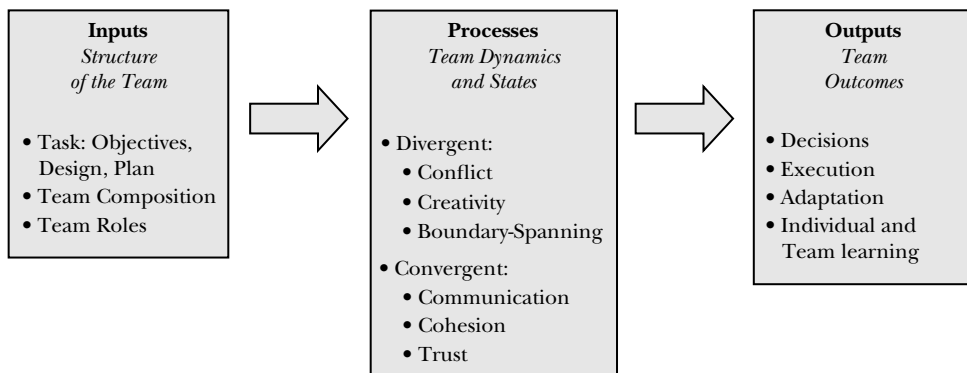 Inputs
Structure
of the Team
• Task: Objectives,
Design, Plan
• Team Composition
• Team Roles
Processes
Team Dynamics
and States
• Divergent:
• Conflict
• Creativity
• Boundary-Spanning
• Convergent:
• Communication
• Cohesion
• Trust
Outputs
Team
Outcomes
• Decisions
• Execution
• Adaptation
• Individual and
Team learning